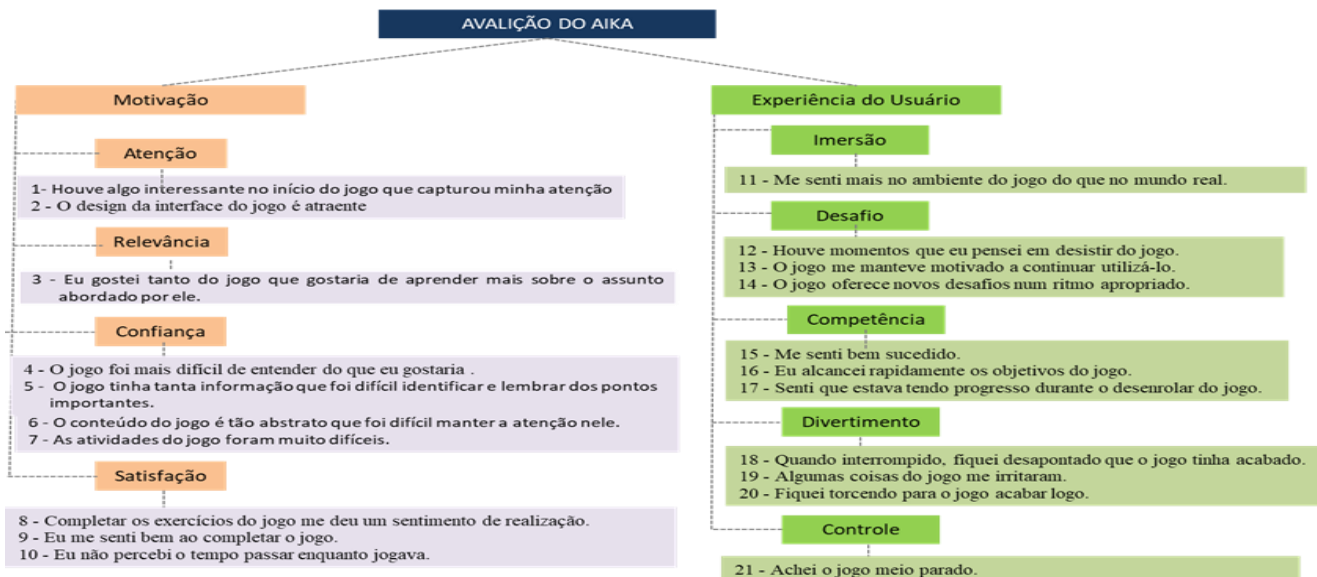 AVALIÇÃO DO AIKA
Motivação
Atenção
1- Houve algo interessante no início do jogo que capturou minha atenção
2 - O design da interface do jogo é atraente
Relevância
3 - Eu gostei tanto do jogo que gostaria de aprender mais sobre o assunto
abordado por ele.
Confiança
4 - O jogo foi mais difícil de entender do que eu gostaria .
5 - O jogo tinha tanta informação que foi difícil identificar e lembrar dos pontos
importantes.
6 - O conteúdo do jogo é tão abstrato que foi difícil manter a atenção nele.
7 - As atividades do jogo foram muito difíceis.
Satisfação
8 - Completar os exercícios do jogo me deu um sentimento de realização.
9 - Eu me senti bem ao completar o jogo.
10 - Eu não percebi o tempo passar enquanto jogava.
Experiência do Usuário
Imersão
11 - Me senti mais no ambiente do jogo do que no mundo real.
Desafio
12 - Houve momentos que eu pensei em desistir do jogo.
13 - O jogo me manteve motivado a continuar utilizá-lo.
14 - O jogo oferece novos desafios num ritmo apropriado.
Competência
15 - Me senti bem sucedido.
16 - Eu alcancei rapidamente os objetivos do jogo.
17 - Senti que estava tendo progresso durante o desenrolar do jogo.
Divertimento
18 - Quando interrompido, fiquei desapontado que o jogo tinha acabado.
19 - Algumas coisas do jogo me irritaram.
20 - Fiquei torcendo para o jogo acabar logo.
Controle
21 - Achei o jogo meio parado.